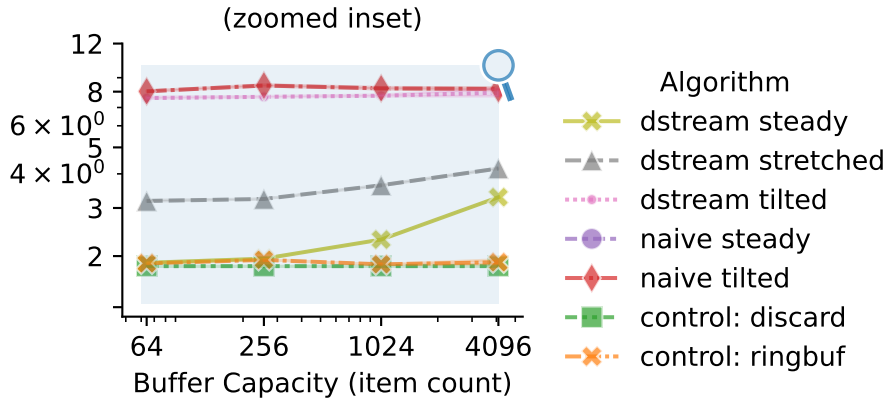 (zoomed inset)
12
8
6 × 10⁰
5
4 × 10⁰
3
2
64 256 1024 4096
Buffer Capacity (item count)
Algorithm
dstream steady
dstream stretched
dstream tilted
naive steady
naive tilted
control: discard
control: ringbuf